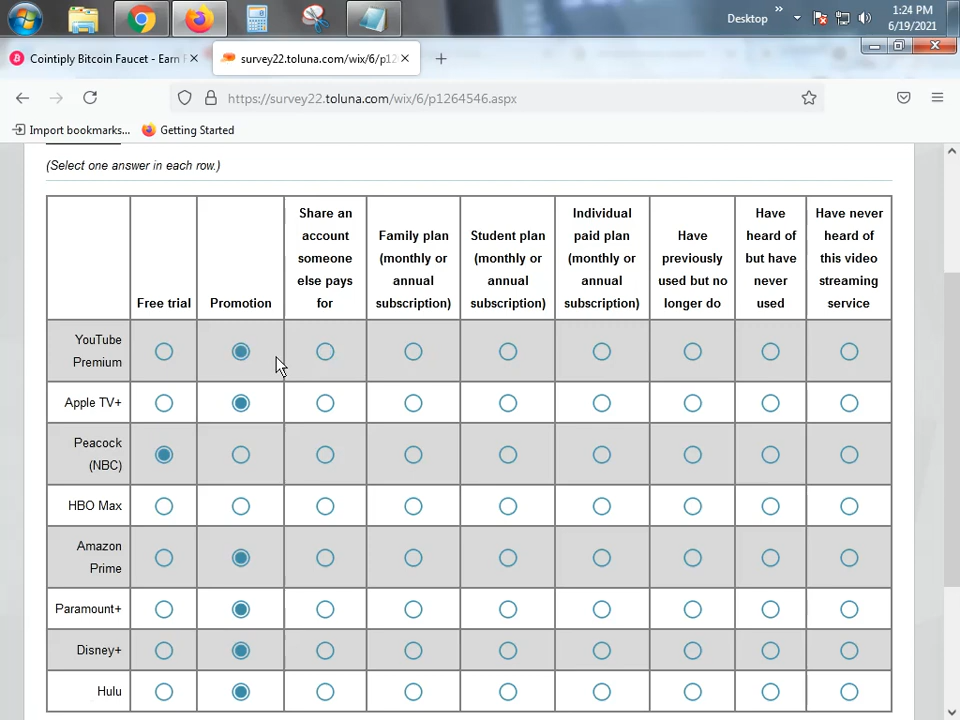 Desktop
1:24 PM
6/19/2021
Cointiply Bitcoin Faucet - Earn F
survey22.toluna.com/wix/6/p12
https://survey22.toluna.com/wix/6/p1264546.aspx
Import bookmarks...
Getting Started
(Select one answer in each row.)
Free trial
Promotion
Share an
account
someone
else pays
for
Family plan
(monthly or
annual
subscription)
Student plan
(monthly or
annual
subscription)
Individual
paid plan
(monthly or
annual
subscription)
Have
previously
used but no
longer do
Have
heard of
but have
never
used
Have never
heard of
this video
streaming
service
YouTube
Premium
Apple TV+
Peacock
(NBC)
HBO Max
Amazon
Prime
Paramount+
Disney+
Hulu